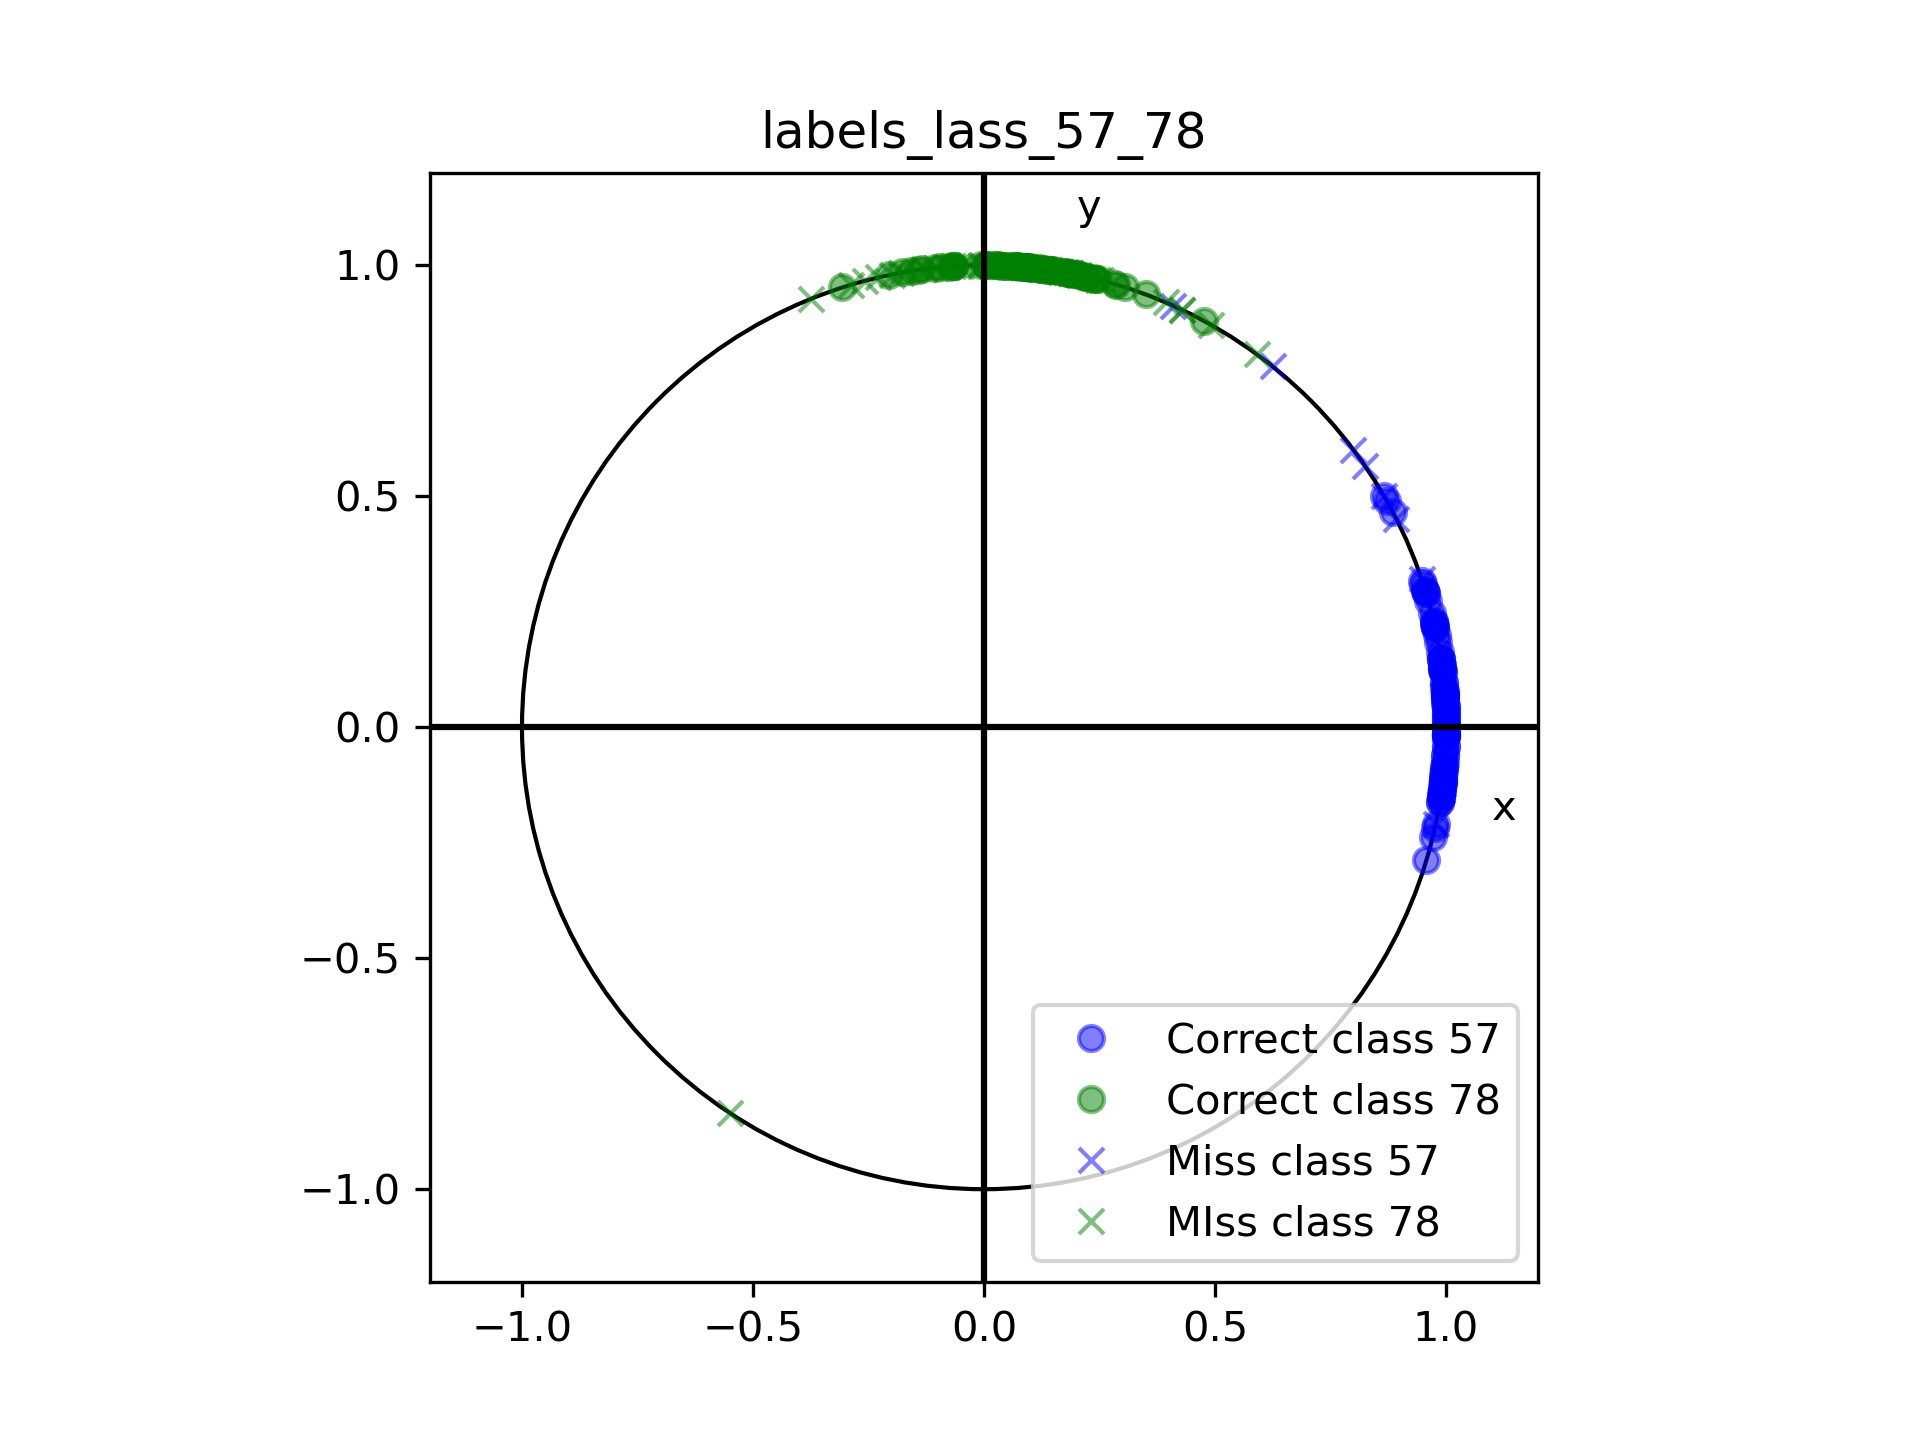 labels_lass_57_78
y
1.0
0.5
0.0
x
−0.5
Correct class 57
Correct class 78
Miss class 57
−1.0
MIss class 78
−1.0 −0.5 0.0 0.5 1.0